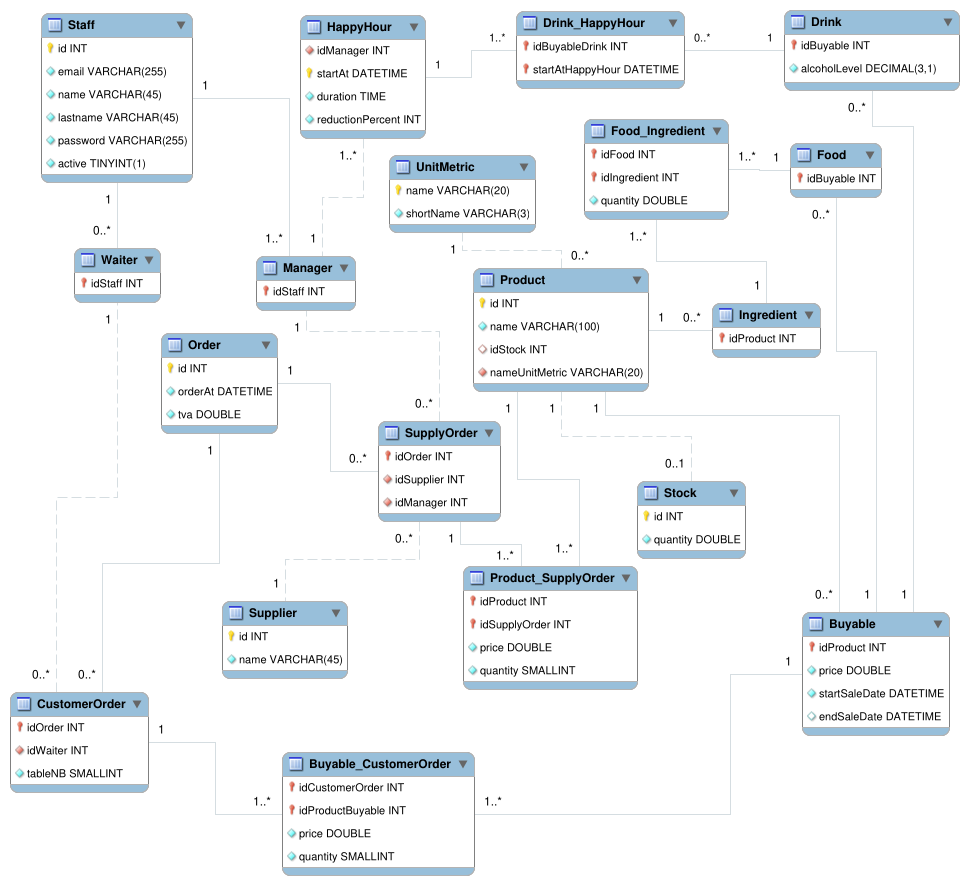 Staff
id INT
email VARCHAR(255)
name VARCHAR(45)
lastname VARCHAR(45)
password VARCHAR(255)
active TINYINT(1)
1
1
0..*
HappyHour
idManager INT
startAt DATETIME
duration TIME
reductionPercent INT
1
1..*
1..*
Drink_HappyHour
idBuyableDrink INT
startAtHappyHour DATETIME
0..*
1
Drink
idBuyable INT
alcoholLevel DECIMAL(3,1)
0..*
UnitMetric
name VARCHAR(20)
shortName VARCHAR(3)
1
0..*
Food_Ingredient
idFood INT
idIngredient INT
quantity DOUBLE
1..*
1
1..*
1
Food
idBuyable INT
0..*
Waiter
idStaff INT
1
1..*
1
Manager
idStaff INT
1
0..*
Product
id INT
name VARCHAR(100)
idStock INT
nameUnitMetric VARCHAR(20)
1
0..*
1
1
1
Ingredient
idProduct INT
Order
id INT
orderAt DATETIME
tva DOUBLE
1
1
0..*
SupplyOrder
idOrder INT
idSupplier INT
idManager INT
0..*
1
1..*
1..*
0..1
Stock
id INT
quantity DOUBLE
1
Supplier
id INT
name VARCHAR(45)
Product_SupplyOrder
idProduct INT
idSupplyOrder INT
price DOUBLE
quantity SMALLINT
0..*
1
1
Buyable
idProduct INT
price DOUBLE
startSaleDate DATETIME
endSaleDate DATETIME
1
0..*
0..*
CustomerOrder
idOrder INT
idWaiter INT
tableNB SMALLINT
1
1..*
Buyable_CustomerOrder
idCustomerOrder INT
idProductBuyable INT
price DOUBLE
quantity SMALLINT
1..*